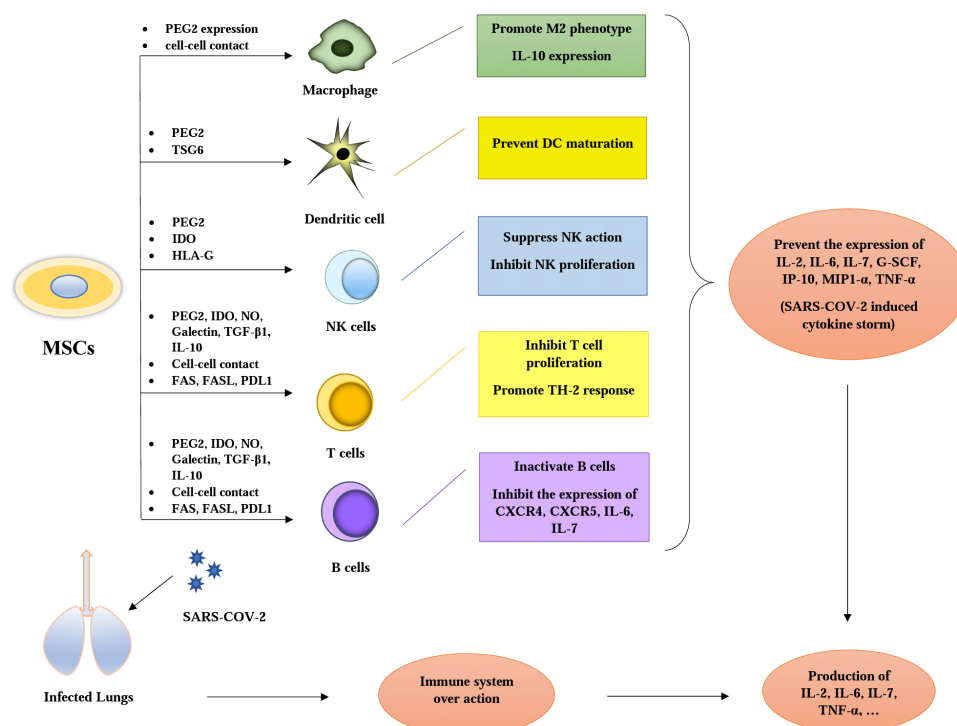 PEG2 expression
cell-cell contact
Macrophage
Promote M2 phenotype
IL-10 expression
PEG2
TSG6
Dendritic cell
Prevent DC maturation
PEG2
IDO
HLA-G
NK cells
Suppress NK action
Inhibit NK proliferation
MSCs
PEG2, IDO, NO,
Galectin, TGF-β1,
IL-10
Cell-cell contact
FAS, FASL, PDL1
T cells
Inhibit T cell
proliferation
Promote TH-2 response
PEG2, IDO, NO,
Galectin, TGF-β1,
IL-10
Cell-cell contact
FAS, FASL, PDL1
B cells
Inactivate B cells
Inhibit the expression of
CXCR4, CXCR5, IL-6,
IL-7
Prevent the expression of
IL-2, IL-6, IL-7, G-SCF,
IP-10, MIP1-α, TNF-α
(SARS-COV-2 induced
cytokine storm)
SARS-COV-2
Infected Lungs
Immune system
over action
Production of
IL-2, IL-6, IL-7,
TNF-α, ...